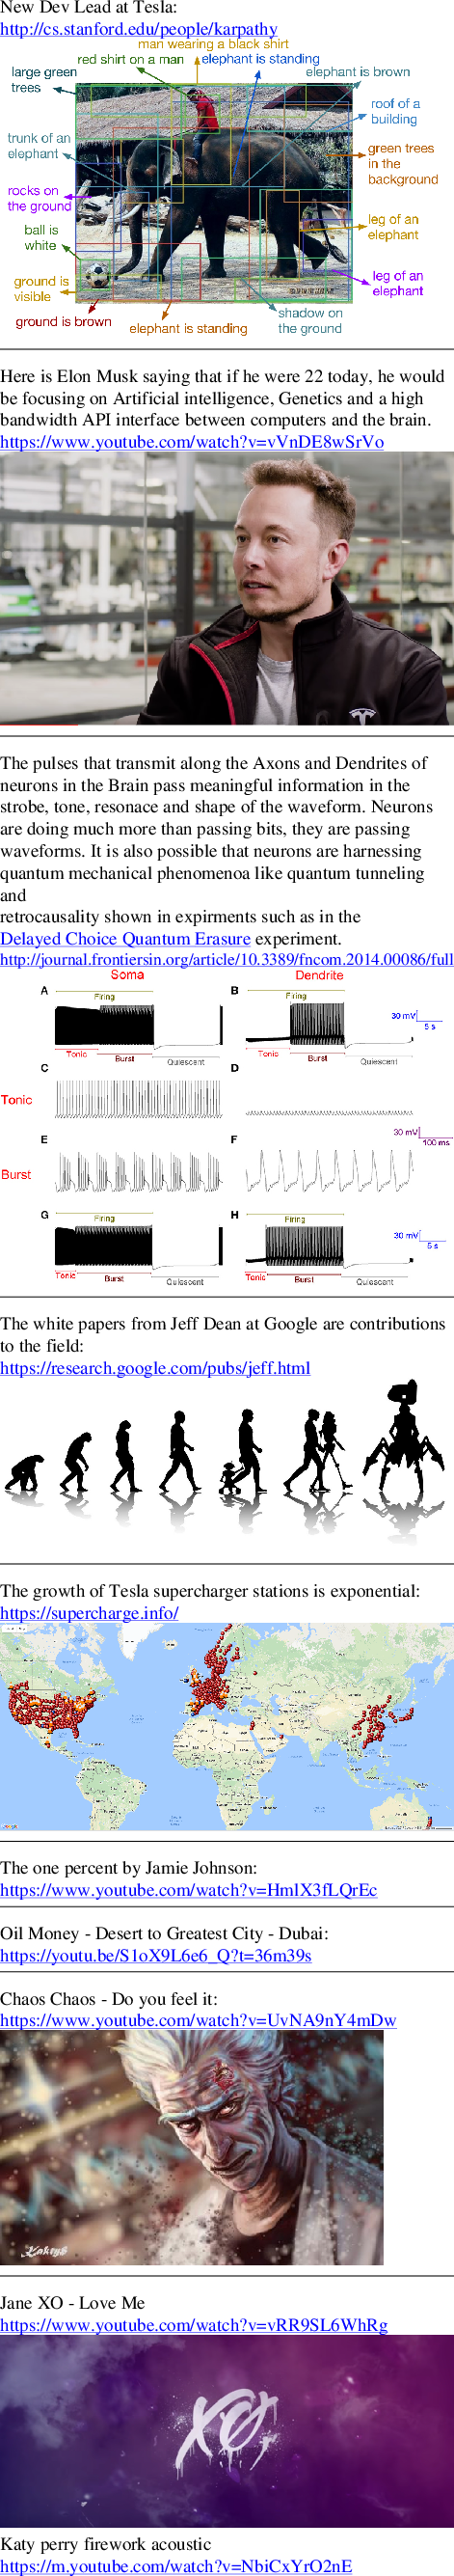 New Dev Lead at Tesla:
http://cs.stanford.edu/people/karpathy
man wearing a black shirt
red shirt on a man
elephant is standing
large green
trees
elephant is brown
roof of a
building
trunk of an
elephant
green trees
in the
background
rocks on
the ground
leg of an
elephant
ball is
white
leg of an
elephant
ground is
visible
shadow on
the ground
ground is brown
elephant is standing
Here is Elon Musk saying that if he were 22 today, he would
be focusing on Artificial intelligence, Genetics and a high
bandwidth API interface between computers and the brain.
https://www.youtube.com/watch?v=vVnDE8wSrVo
The pulses that transmit along the Axons and Dendrites of
neurons in the Brain pass meaningful information in the
strobe, tone, resonace and shape of the waveform. Neurons
are doing much more than passing bits, they are passing
waveforms. It is also possible that neurons are harnessing
quantum mechanical phenomenoa like quantum tunneling
and
retrocausality shown in expirments such as in the
Delayed Choice Quantum Erasure experiment.
http://journal.frontiersin.org/article/10.3389/fncom.2014.00086/full
Soma Dendrite
A Firing B Firing
30 mV
5 s
Tonic Burst Quiescent Tonic Burst Quiescent
C D
Tonic
30 mV
100 ms
E F
Burst
G Firing H Firing
30 mV
5 s
Tonic Burst Quiescent Tonic Burst Quiescent
The white papers from Jeff Dean at Google are contributions
to the field:
https://research.google.com/pubs/jeff.html
The growth of Tesla supercharger stations is exponential:
https://supercharge.info/
The one percent by Jamie Johnson:
https://www.youtube.com/watch?v=HmlX3fLQrEc
Oil Money - Desert to Greatest City - Dubai:
https://youtu.be/S1oX9L6e6_Q?t=36m39s
Chaos Chaos - Do you feel it:
https://www.youtube.com/watch?v=UvNA9nY4mDw
Jane XO - Love Me
https://www.youtube.com/watch?v=vRR9SL6WhRg
XO
Katy perry firework acoustic
https://m.youtube.com/watch?v=NbiCxYrO2nE